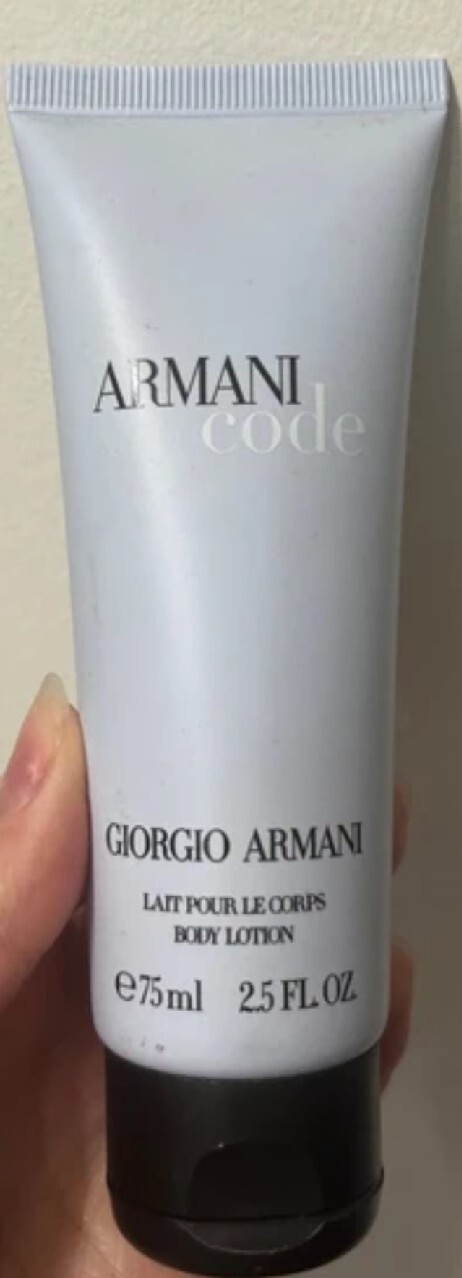 ARMANI
code
GIORGIO ARMANI
LAIT POUR LE CORPS
BODY LOTION
℮75ml 2.5 FL. OZ.